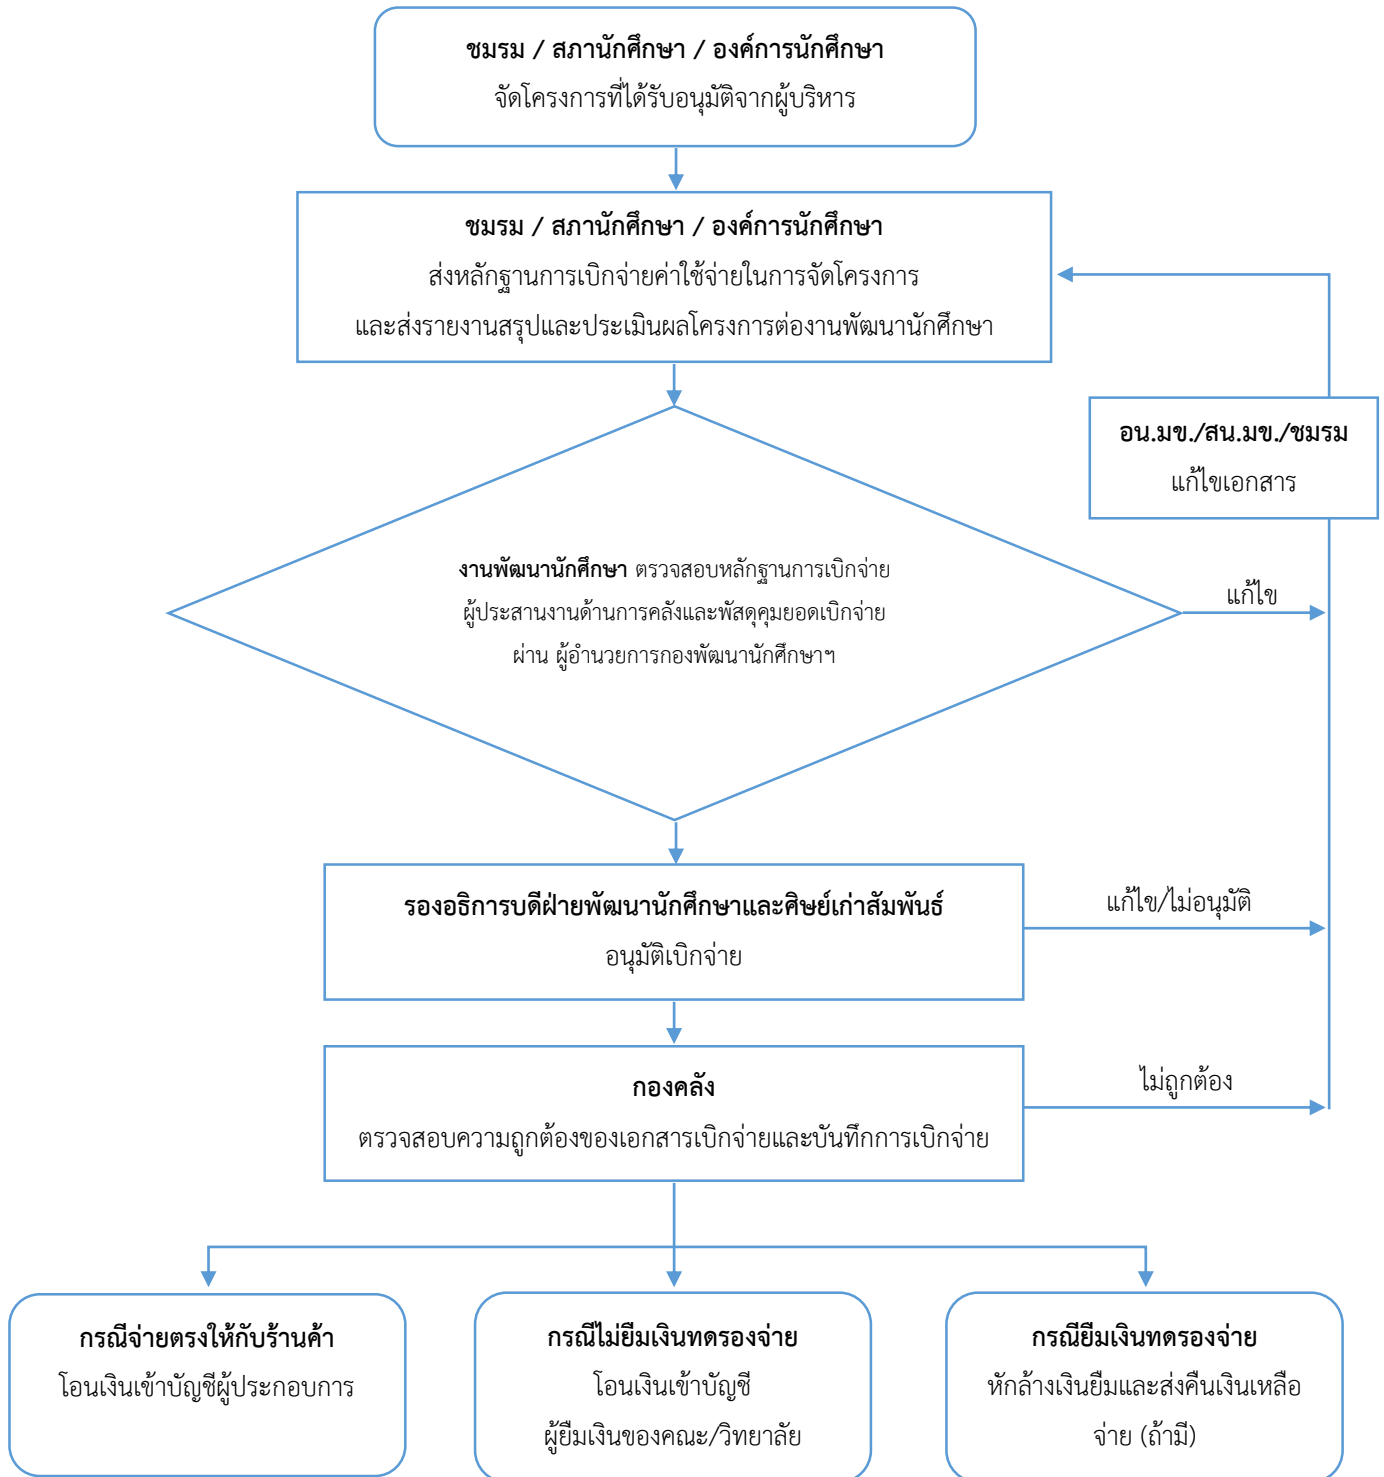 ชมรม / สภานักศึกษา / องค์การนักศึกษา
จัดโครงการที่ได้รับอนุมัติจากผู้บริหาร
ชมรม / สภานักศึกษา / องค์การนักศึกษา
ส่งหลักฐานการเบิกจ่ายค่าใช้จ่ายในการจัดโครงการ
และส่งรายงานสรุปและประเมินผลโครงการต่องานพัฒนานักศึกษา
อน.มข./สน.มข./ชมรม
แก้ไขเอกสาร
งานพัฒนานักศึกษา ตรวจสอบหลักฐานการเบิกจ่าย
ผู้ประสานงานด้านการคลังและพัสดุคุมยอดเบิกจ่าย
ผ่าน ผู้อำนวยการกองพัฒนานักศึกษาฯ
แก้ไข
รองอธิการบดีฝ่ายพัฒนานักศึกษาและศิษย์เก่าสัมพันธ์
อนุมัติเบิกจ่าย
แก้ไข/ไม่อนุมัติ
กองคลัง
ตรวจสอบความถูกต้องของเอกสารเบิกจ่ายและบันทึกการเบิกจ่าย
ไม่ถูกต้อง
กรณีจ่ายตรงให้กับร้านค้า
โอนเงินเข้าบัญชีผู้ประกอบการ
กรณีไม่ยืมเงินทดรองจ่าย
โอนเงินเข้าบัญชี
ผู้ยืมเงินของคณะ/วิทยาลัย
กรณียืมเงินทดรองจ่าย
หักล้างเงินยืมและส่งคืนเงินเหลือ
จ่าย (ถ้ามี)